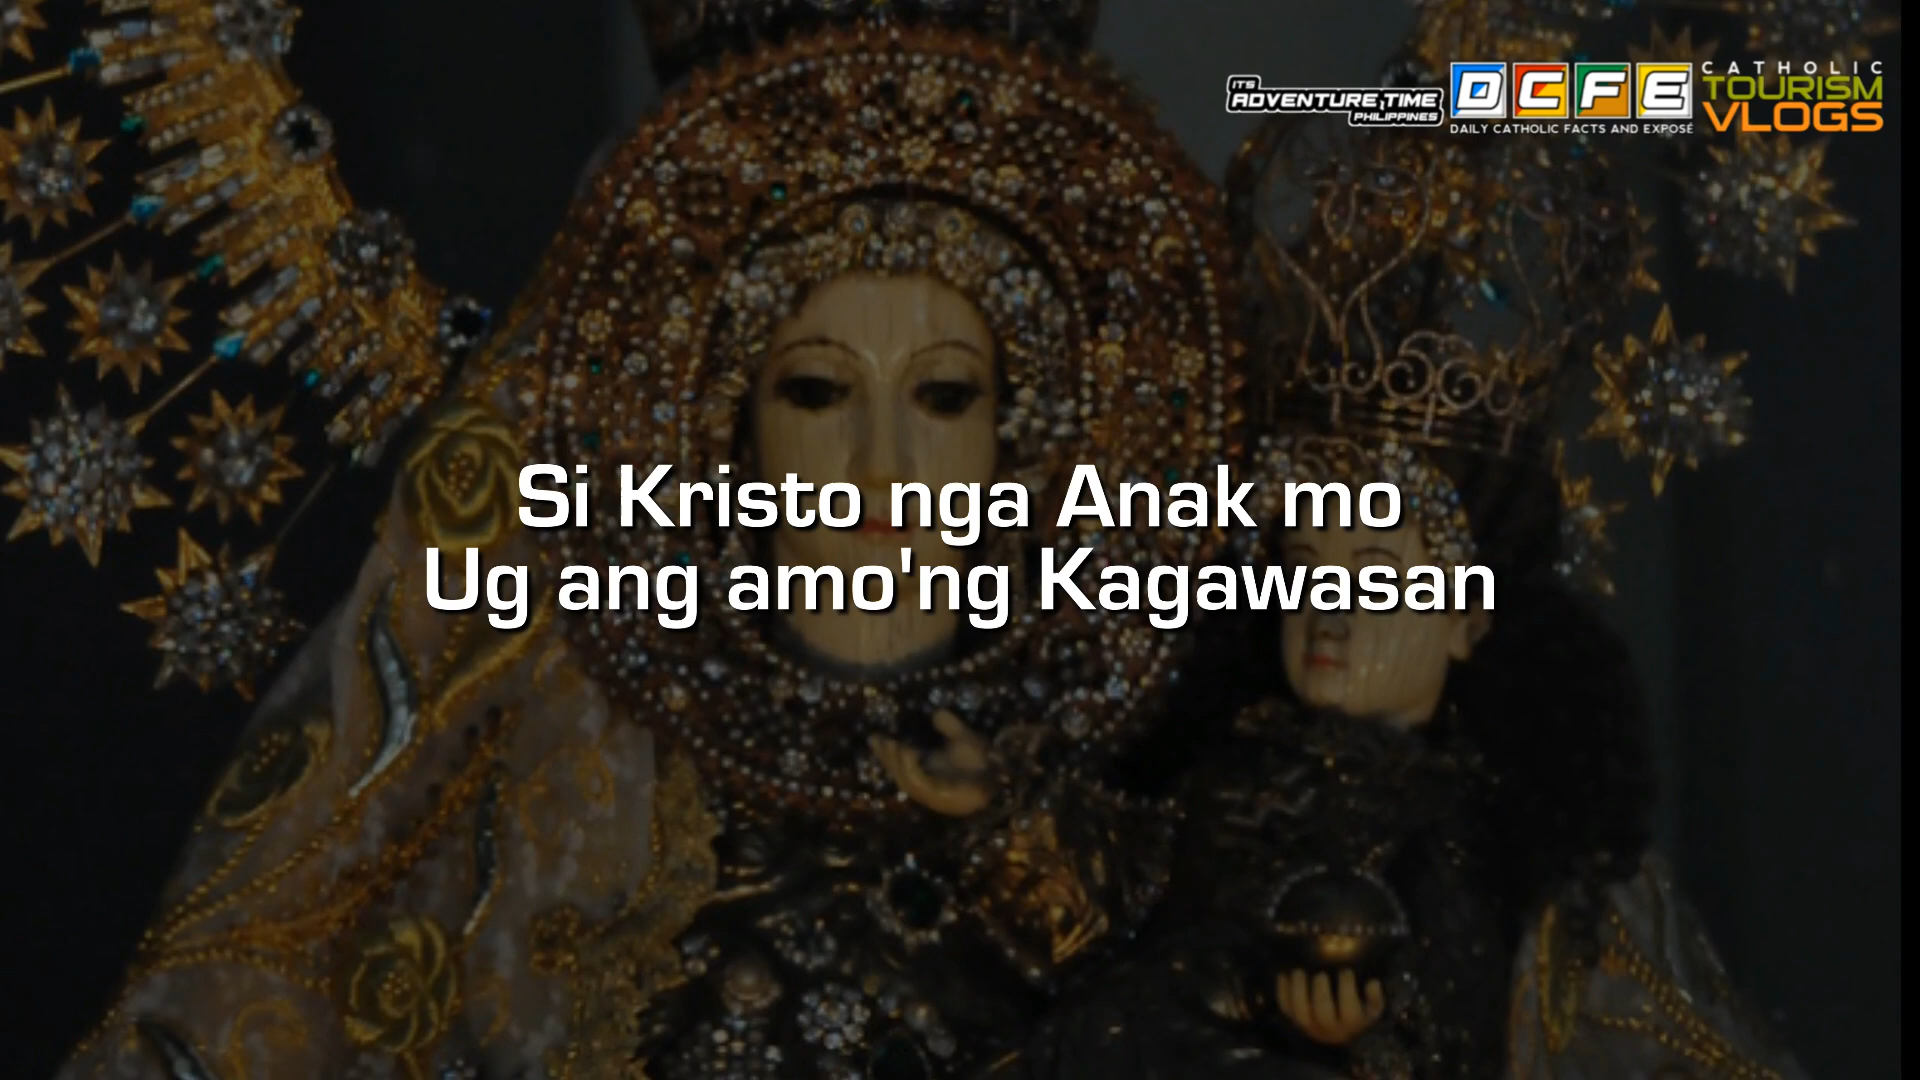 ITS
ADVENTURE TIME
PHILIPPINES
DCFE
DAILY CATHOLIC FACTS AND EXPOSÉ
CATHOLIC
TOURISM
VLOGS
Si Kristo nga Anak mo
Ug ang amo'ng Kagawasan